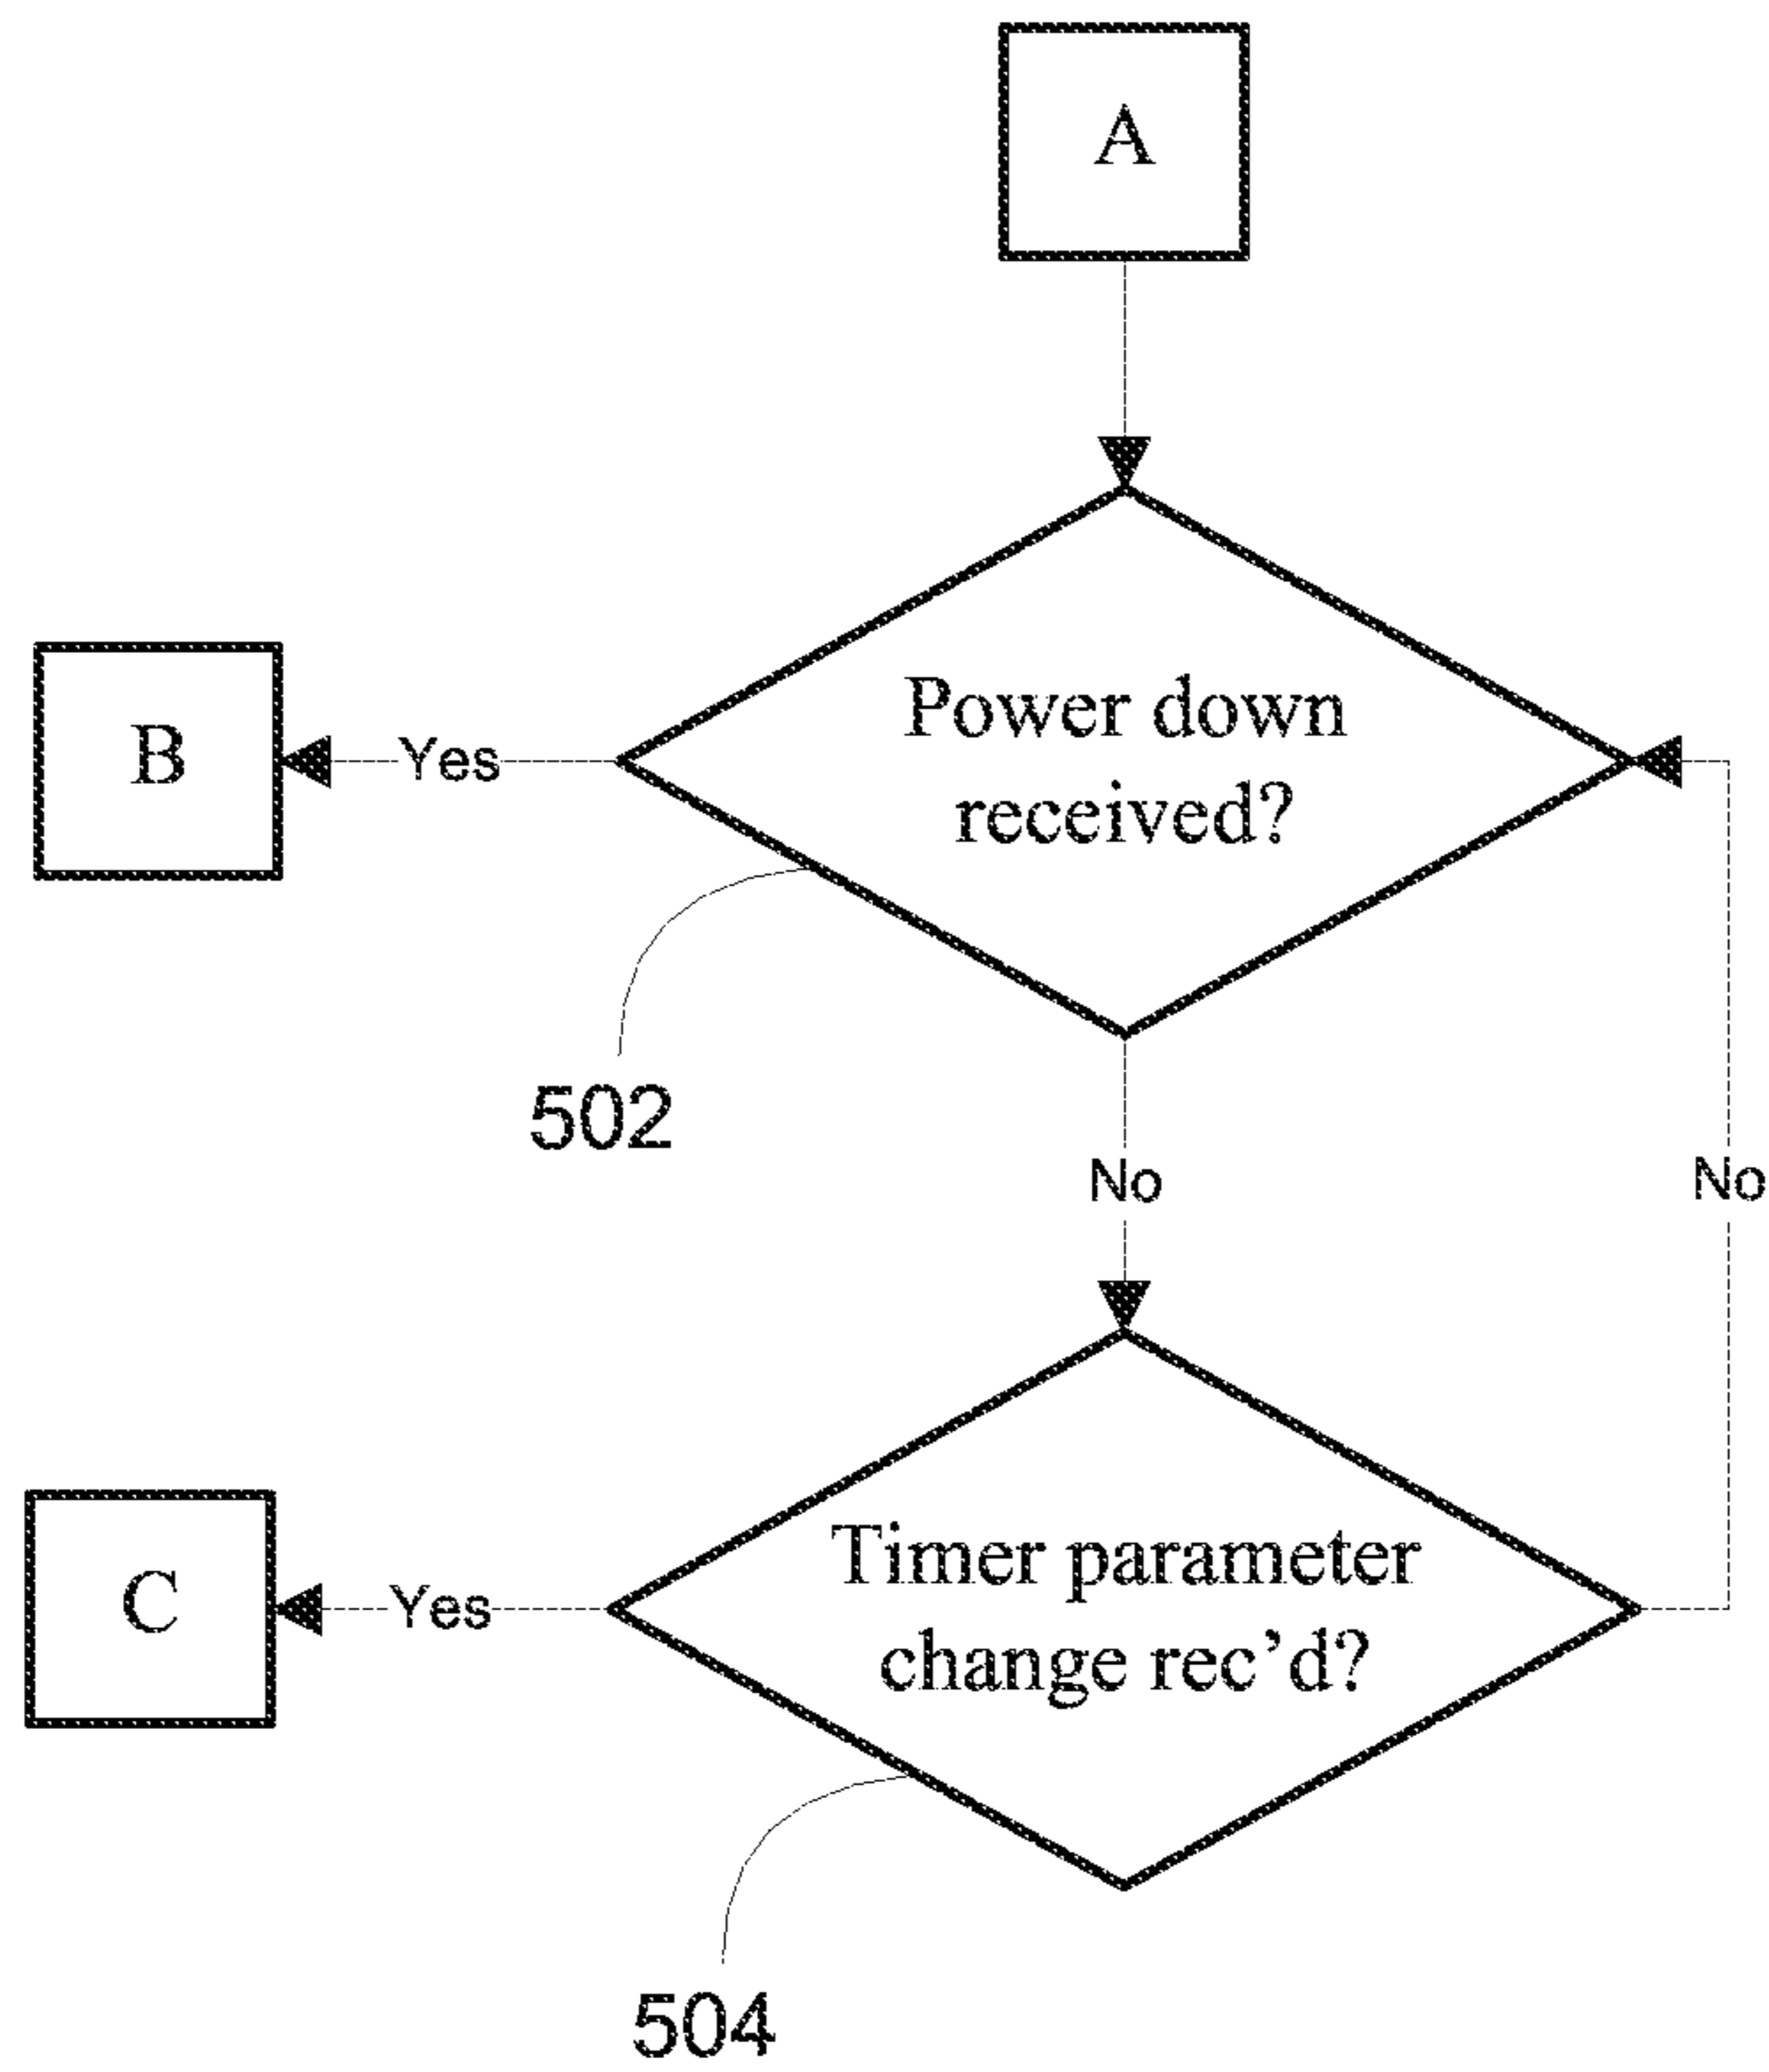 A
Power down
received?
B
Yes
502
No
No
Timer parameter
change rec’d?
C
Yes
504